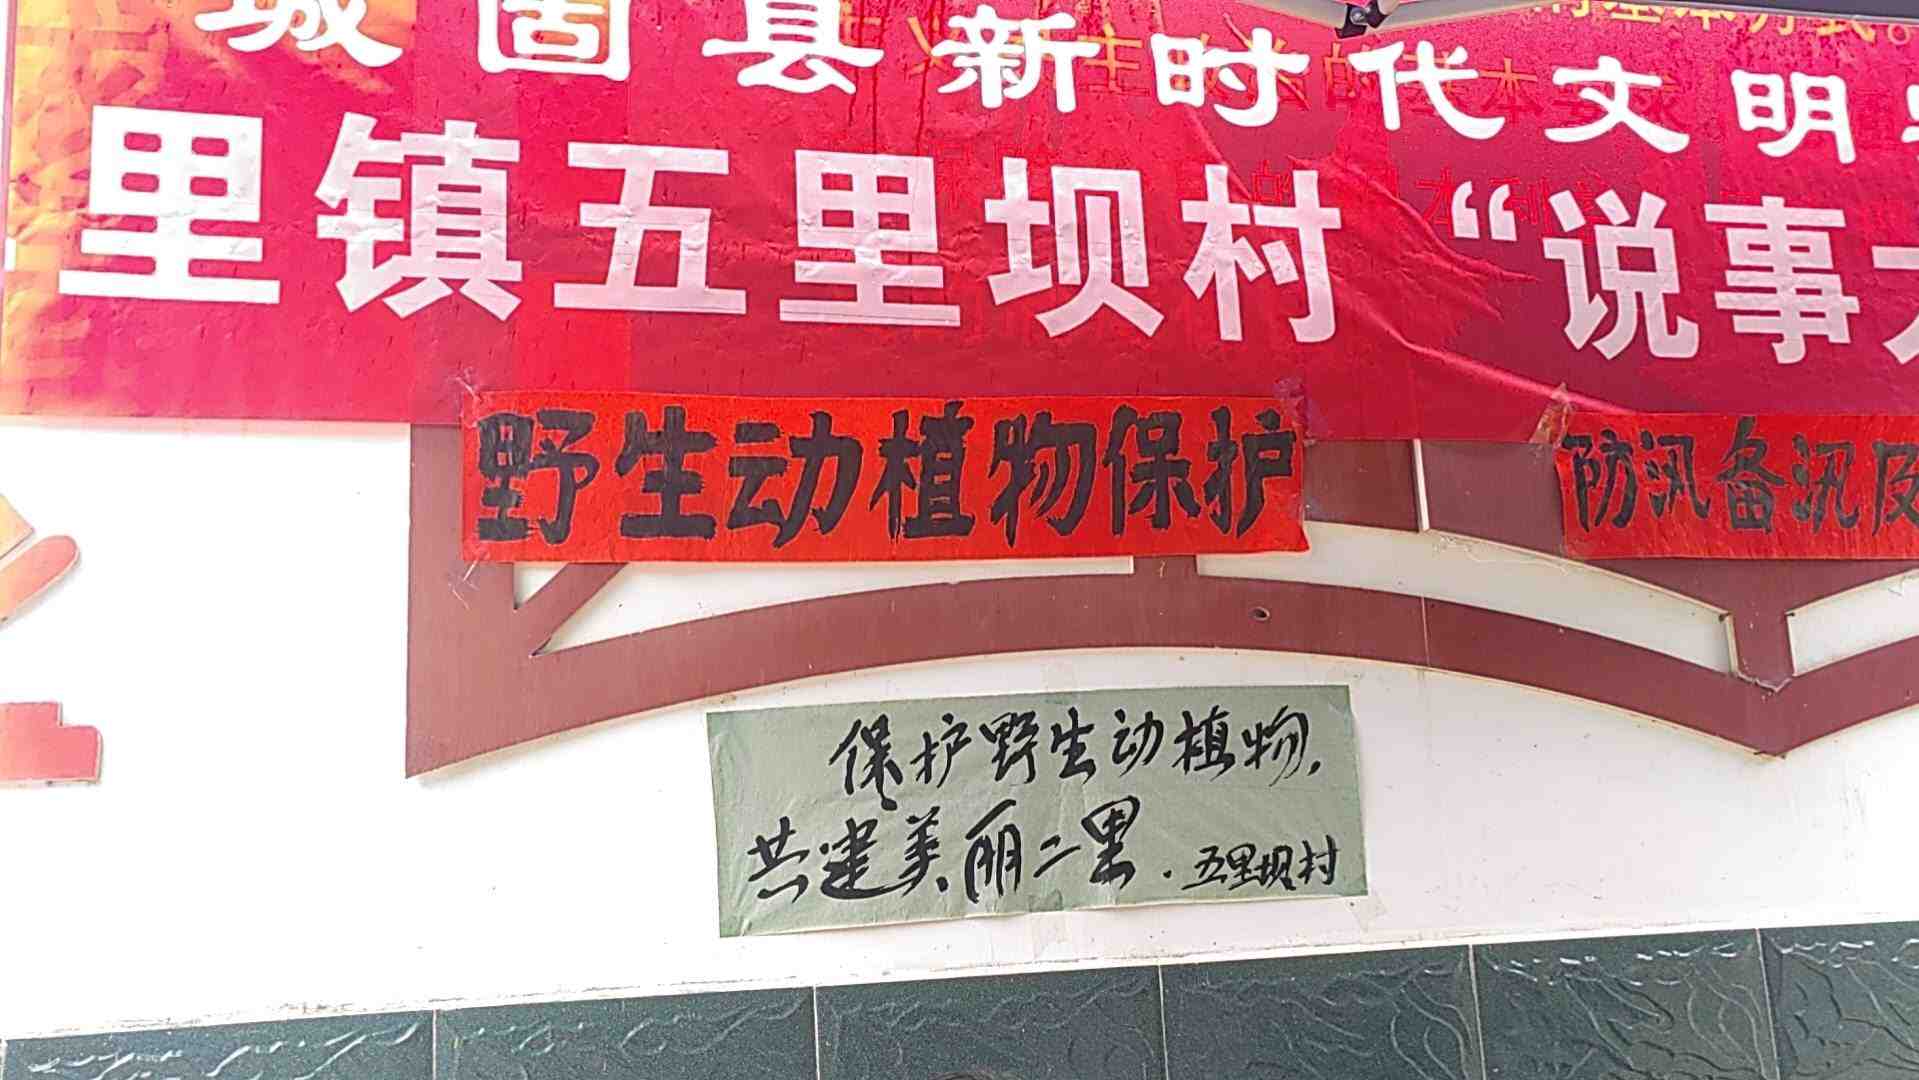 城固县新时代文明
里镇五里坝村“说事
野生动植物保护
防汛备汛及
保护野生动植物,
共建美丽二里.五里坝村